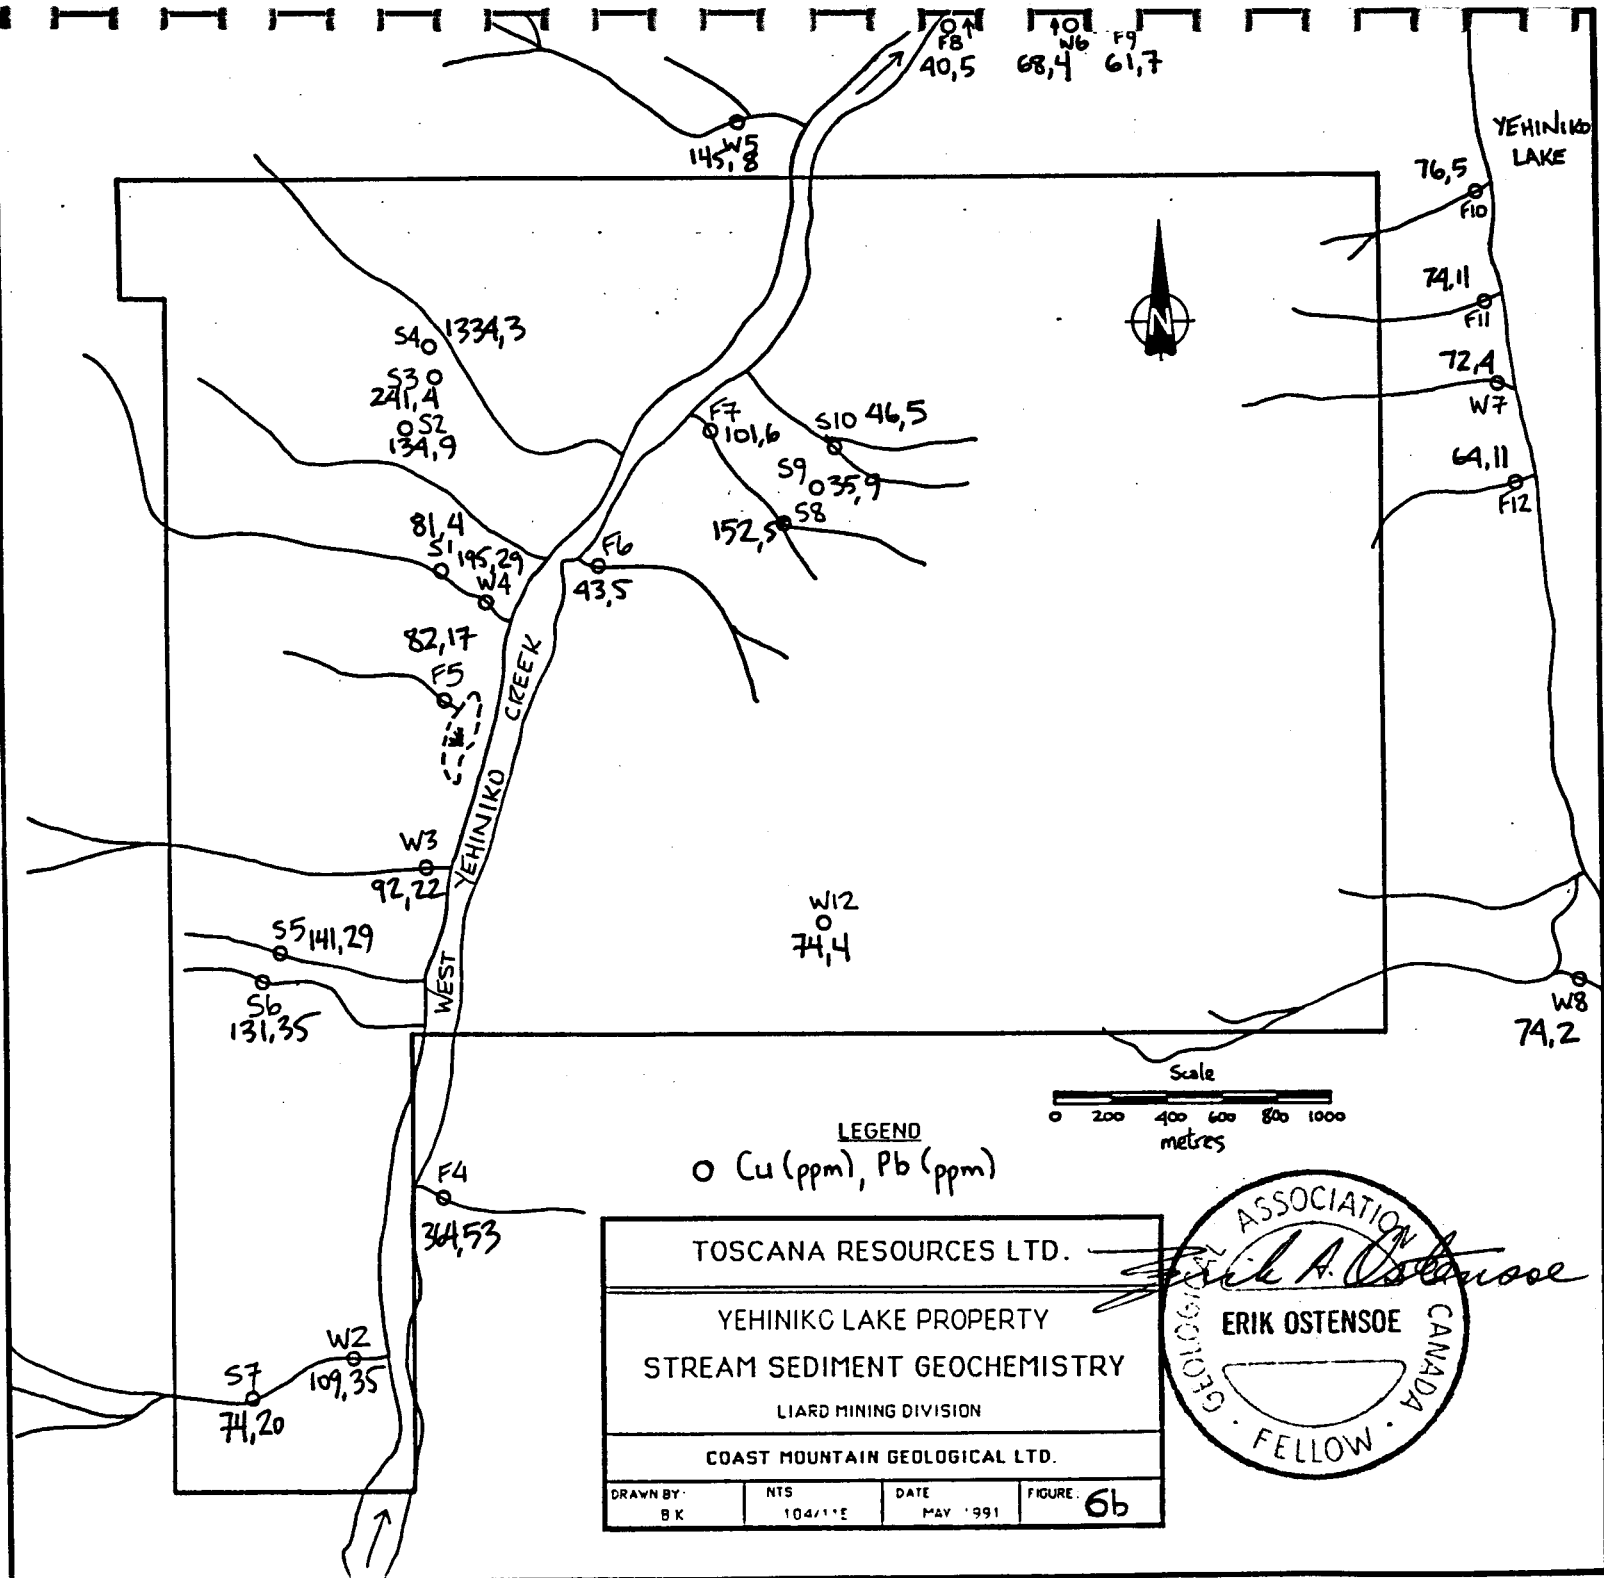 F8
40,5
W6
68,4
F9
61,7
YEHINIKO
LAKE
W5
145,8
76,5
F10
74,11
F11
72,4
W7
64,11
F12
N
S4 1334,3
S3
241,4
S2
134,9
F7
101,6
S10 46,5
S9
35,9
S8
152,5
81,4
S1
195,29
W4
F6
43,5
82,17
F5
WEST YEHINIKO CREEK
W3
92,22
S5 141,29
S6
131,35
W12
74,4
W8
74,2
Scale
0 200 400 600 800 1000
metres
LEGEND
O Cu (ppm), Pb (ppm)
F4
364,53
W2
109,35
S7
74,20
TOSCANA RESOURCES LTD.
YEHINIKO LAKE PROPERTY
STREAM SEDIMENT GEOCHEMISTRY
LIARD MINING DIVISION
COAST MOUNTAIN GEOLOGICAL LTD.
DRAWN BY: BK
NTS 104/11E
DATE MAY 1991
FIGURE: 6b
GEOLOGICAL ASSOCIATION CANADA
Erik A. Ostensoe
ERIK OSTENSOE
FELLOW